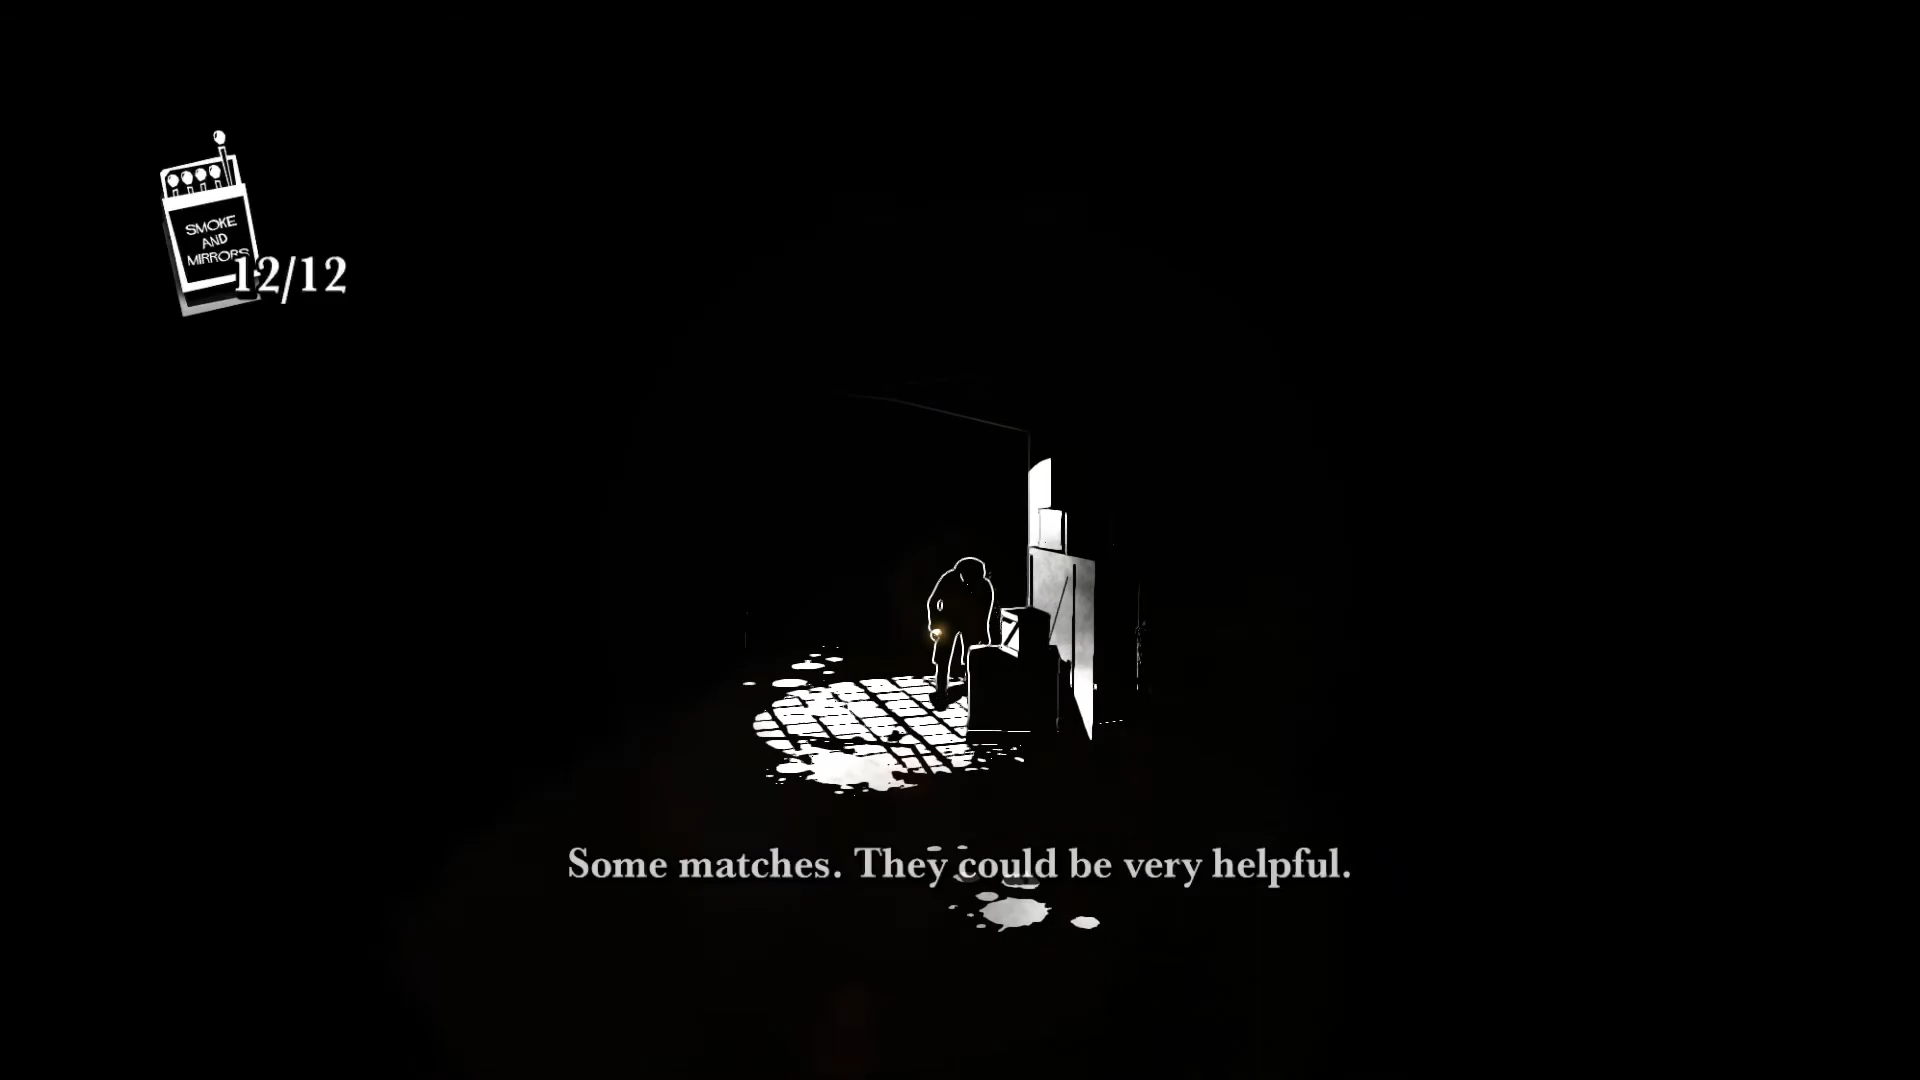 SMOKE
AND
MIRRORS
12/12
Some matches. They could be very helpful.